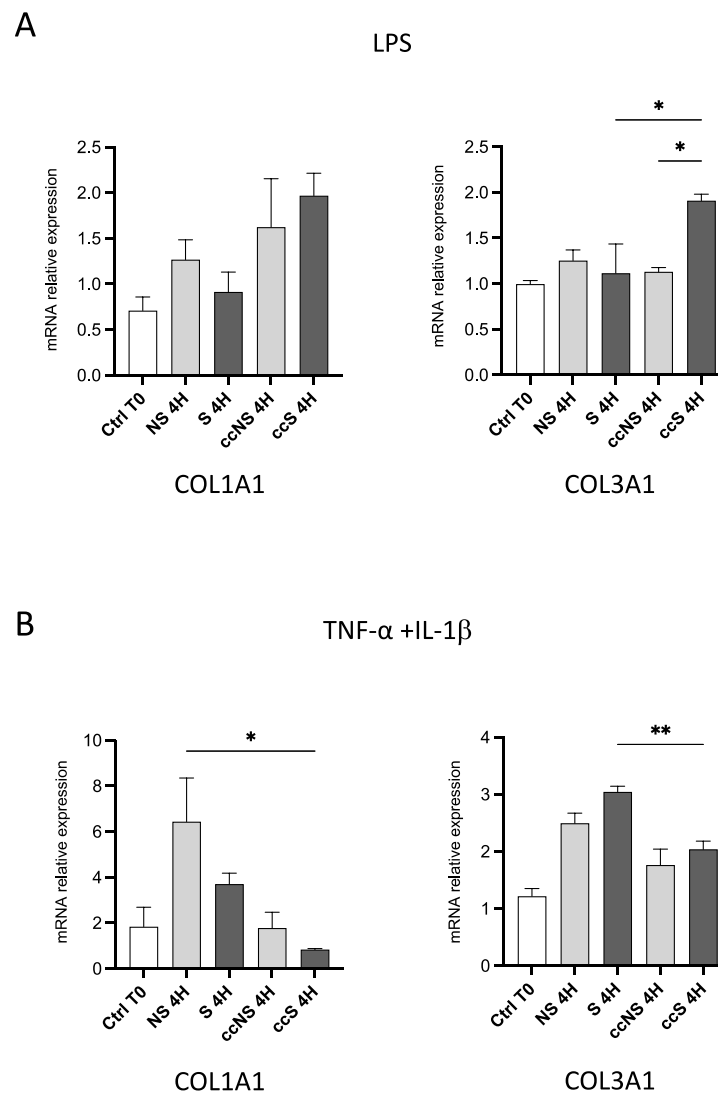 A
LPS
mRNA relative expression
2.5
2.0
1.5
1.0
0.5
0.0
Ctrl T0
NS 4H
S 4H
ccNS 4H
ccS 4H
COL1A1
mRNA relative expression
2.5
2.0
1.5
1.0
0.5
0.0
*
*
Ctrl T0
NS 4H
S 4H
ccNS 4H
ccS 4H
COL3A1
B
TNF-α +IL-1β
mRNA relative expression
10
8
6
4
2
0
*
Ctrl T0
NS 4H
S 4H
ccNS 4H
ccS 4H
COL1A1
mRNA relative expression
4
3
2
1
0
**
Ctrl T0
NS 4H
S 4H
ccNS 4H
ccS 4H
COL3A1